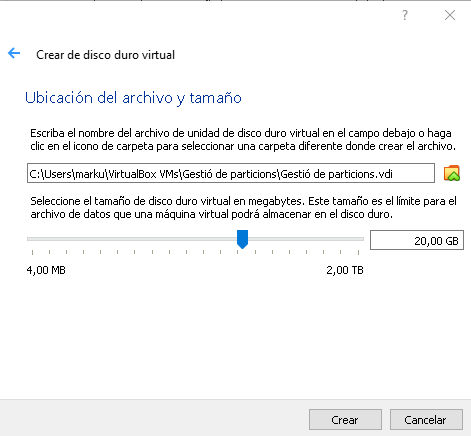 ?
Crear de disco duro virtual
Ubicación del archivo y tamaño
Escriba el nombre del archivo de unidad de disco duro virtual en el campo debajo o haga
clic en el icono de carpeta para seleccionar una carpeta diferente donde crear el archivo.
C:\Users\marku\VirtualBox VMs\Gestió de particions\Gestió de particions.vdi
Seleccione el tamaño de disco duro virtual en megabytes. Este tamaño es el límite para el
archivo de datos que una máquina virtual podrá almacenar en el disco duro.
20,00 GB
4,00 MB 2,00 TB
Crear Cancelar